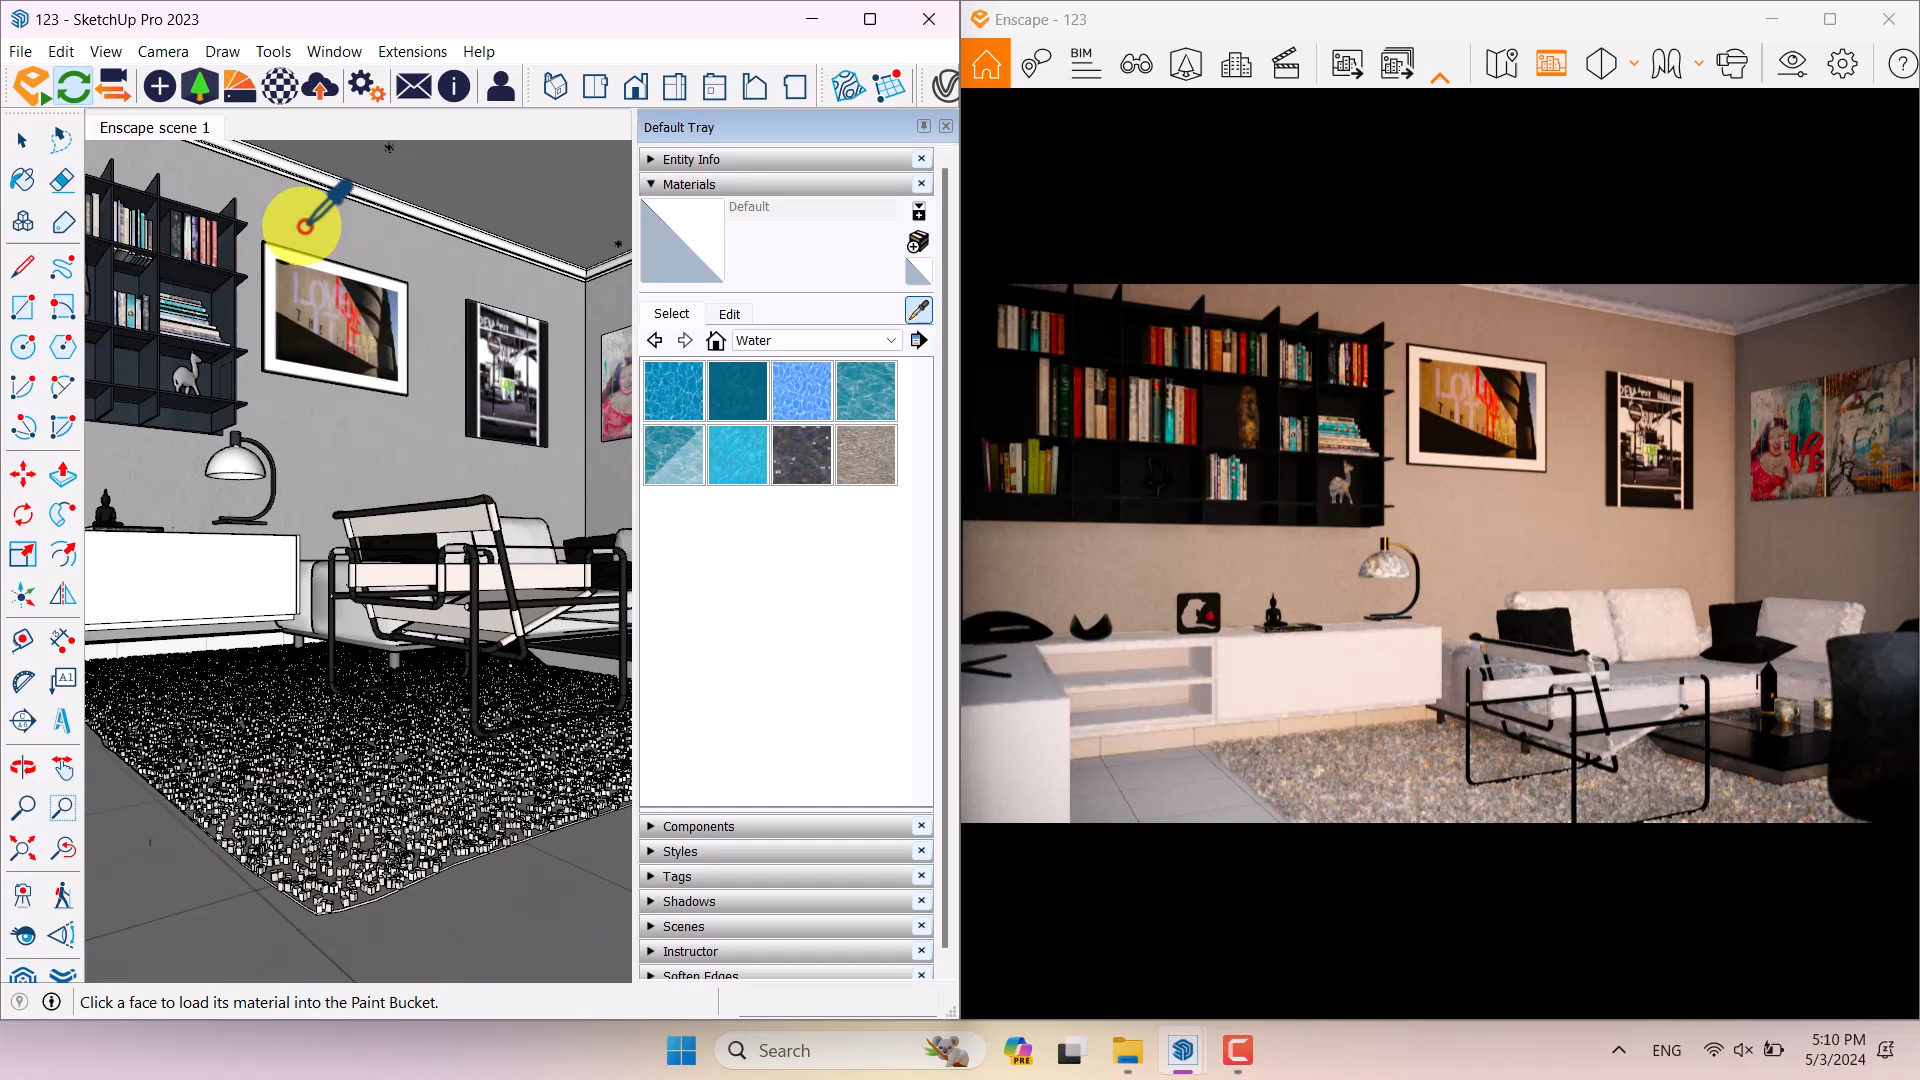 123 - SketchUp Pro 2023
File Edit View Camera Draw Tools Window Extensions Help
Enscape scene 1
Default Tray
Entity Info
Materials
Default
Select Edit
Water
Components
Styles
Tags
Shadows
Scenes
Instructor
Soften Edges
Click a face to load its material into the Paint Bucket.
Enscape - 123
BIM
A1
Search
PRE
ENG
5:10 PM
5/3/2024